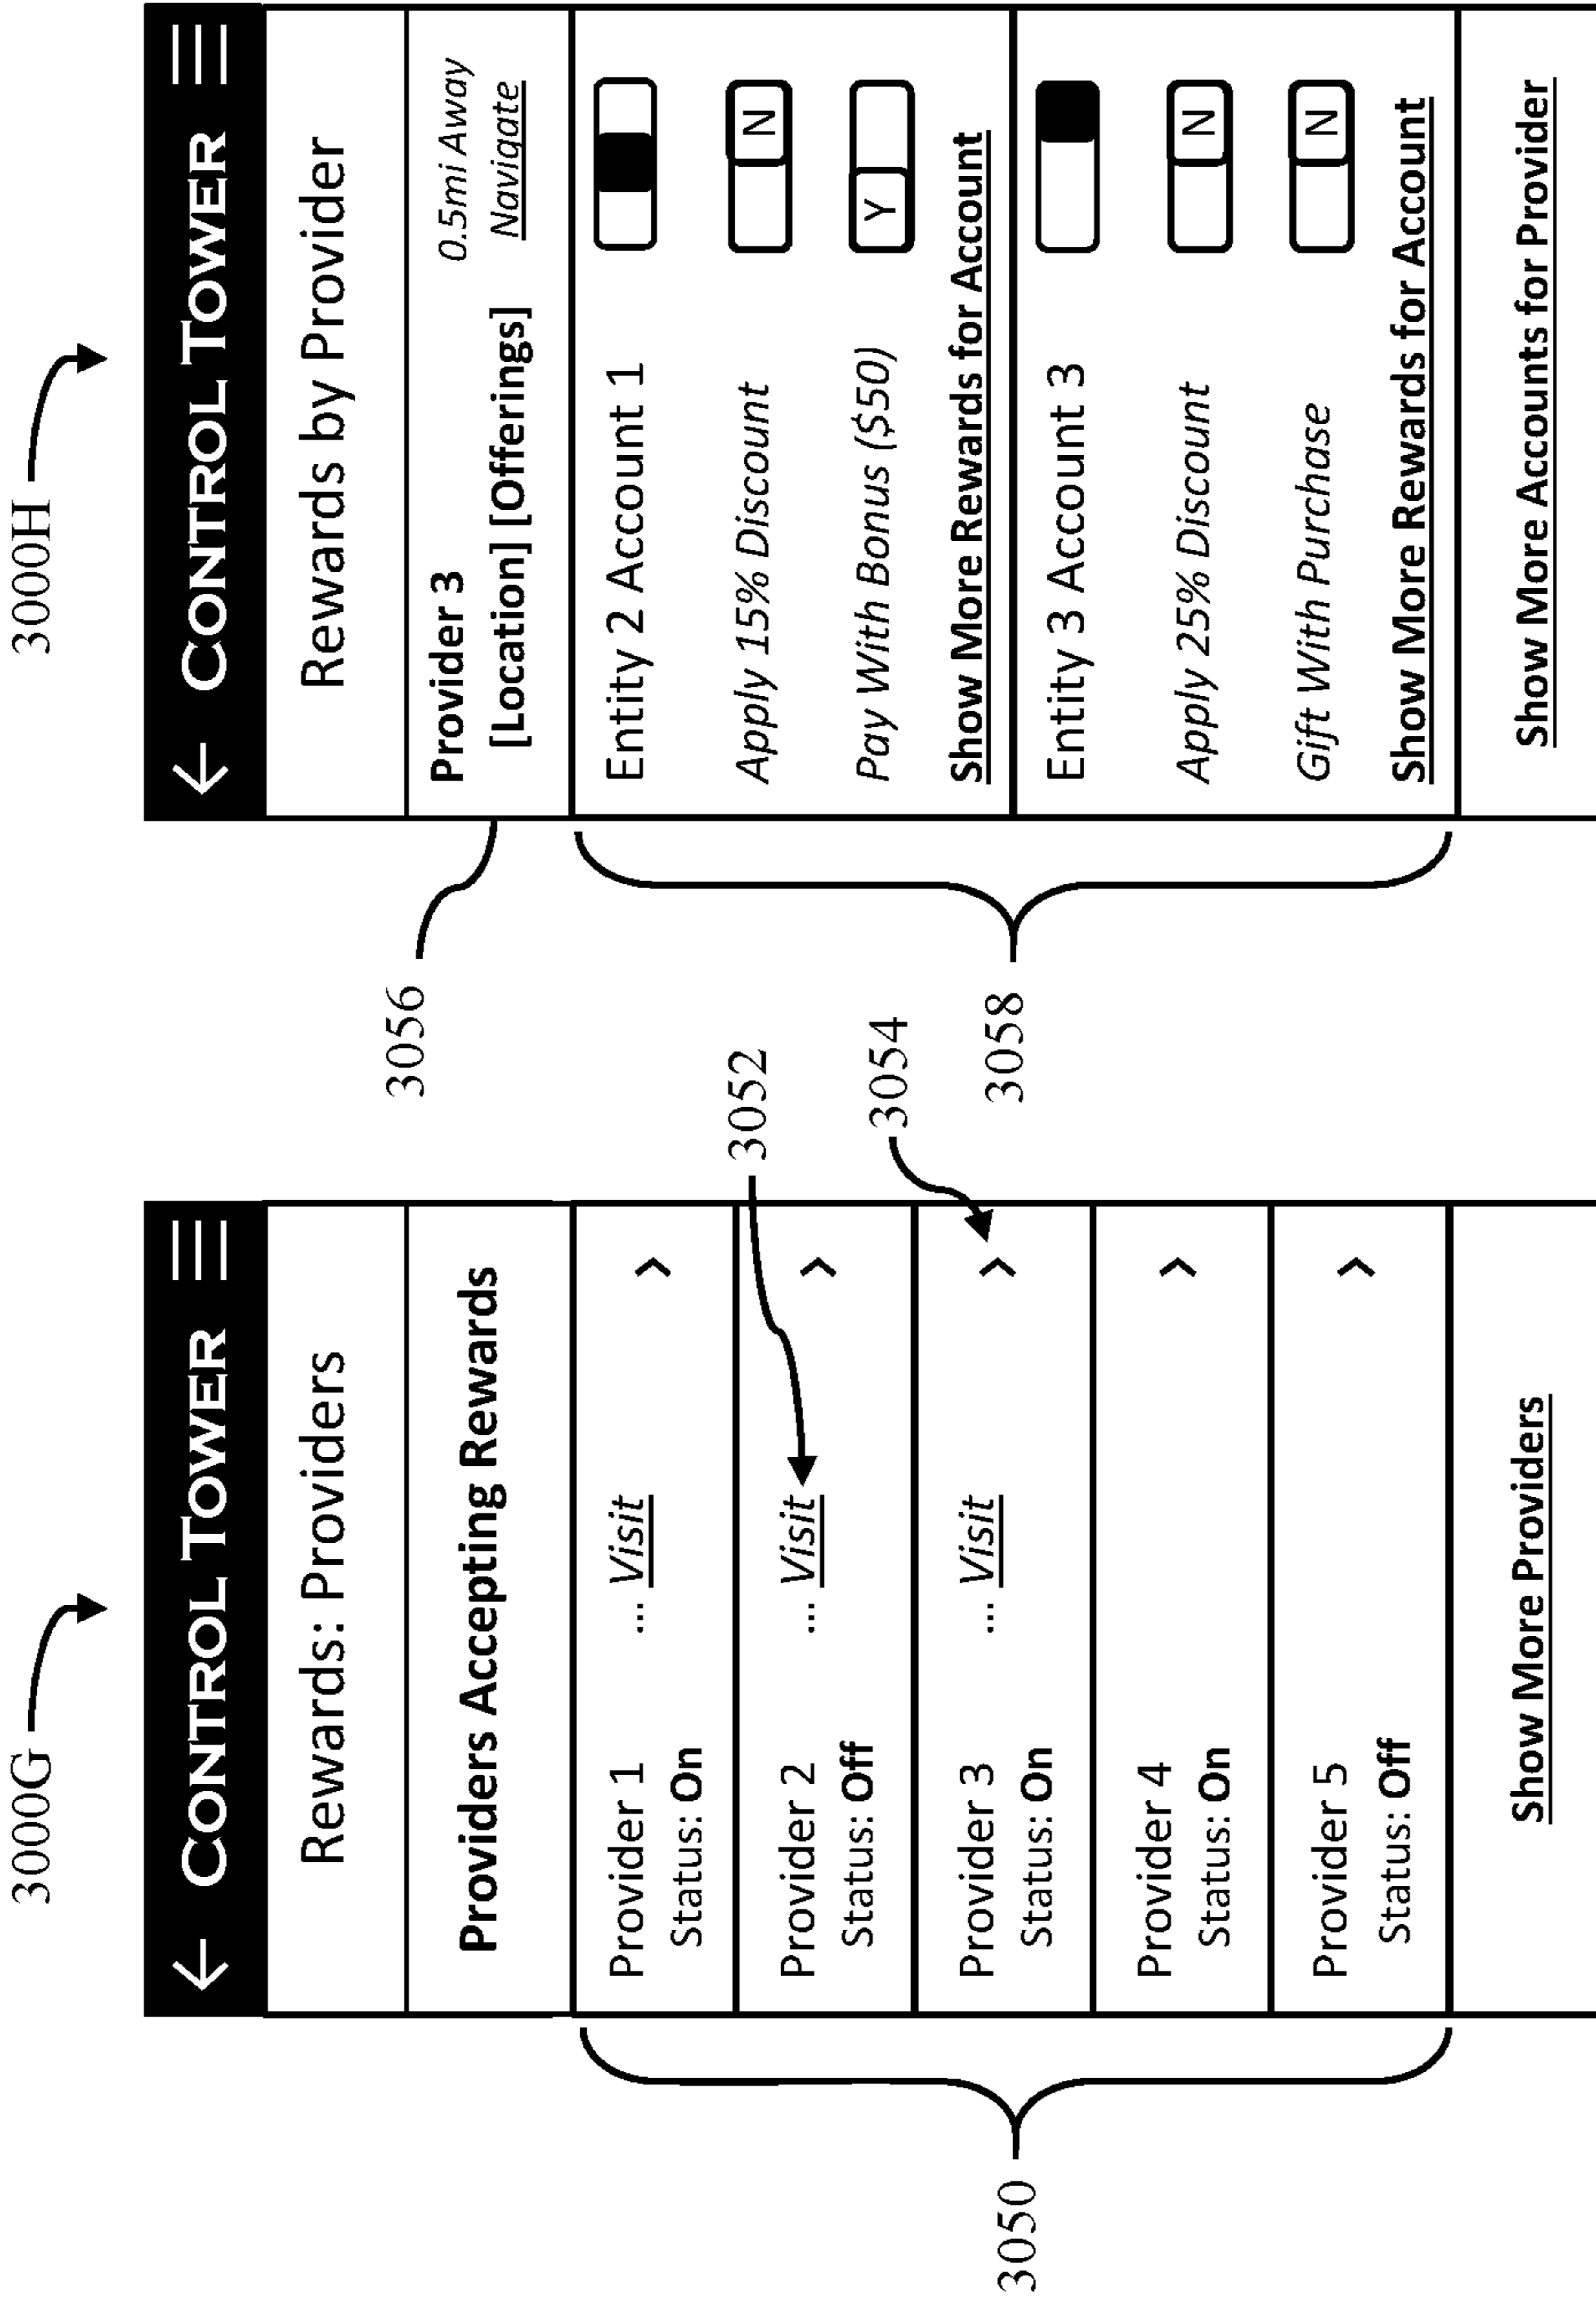 3000G
← CONTROL TOWER
Rewards: Providers
Providers Accepting Rewards
Provider 1 ... Visit >
Status: On
Provider 2 ... Visit >
Status: Off
Provider 3 ... Visit >
Status: On
Provider 4 >
Status: On
Provider 5 >
Status: Off
Show More Providers
3050
3052
3054
3000H
← CONTROL TOWER
Rewards by Provider
Provider 3 0.5mi Away
[Location] [Offerings] Navigate
Entity 2 Account 1
Apply 15% Discount N
Pay With Bonus ($50) Y
Show More Rewards for Account
Entity 3 Account 3
Apply 25% Discount N
Gift With Purchase N
Show More Rewards for Account
Show More Accounts for Provider
3056
3058